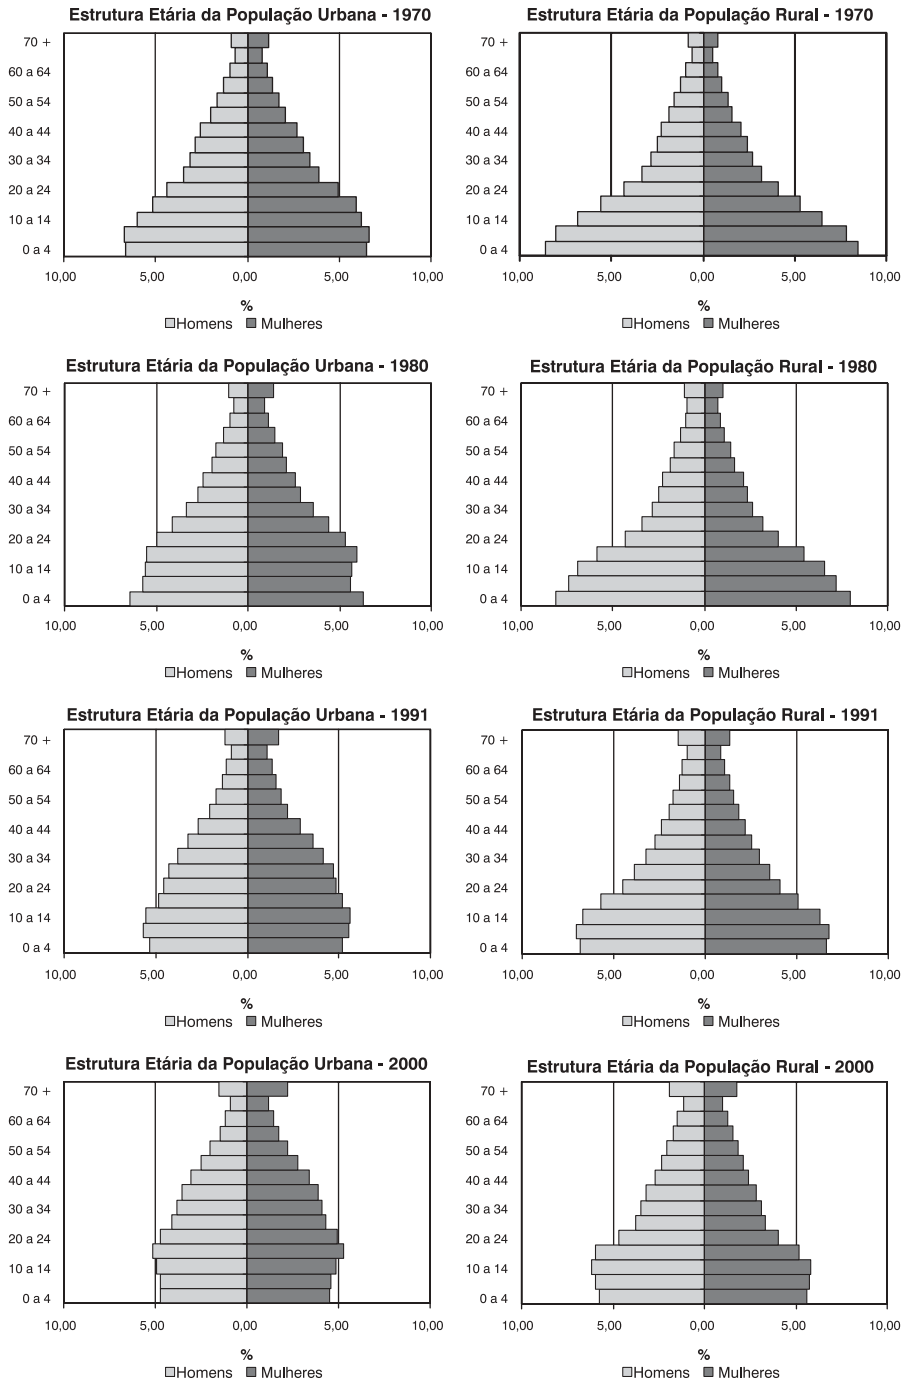 Estrutura Etária da População Urbana - 1970
70 +
60 a 64
50 a 54
40 a 44
30 a 34
20 a 24
10 a 14
0 a 4
10,00 5,00 0,00 5,00 10,00
%
Homens Mulheres
Estrutura Etária da População Rural - 1970
70 +
60 a 64
50 a 54
40 a 44
30 a 34
20 a 24
10 a 14
0 a 4
10,00 5,00 0,00 5,00 10,00
%
Homens Mulheres
Estrutura Etária da População Urbana - 1980
70 +
60 a 64
50 a 54
40 a 44
30 a 34
20 a 24
10 a 14
0 a 4
10,00 5,00 0,00 5,00 10,00
%
Homens Mulheres
Estrutura Etária da População Rural - 1980
70 +
60 a 64
50 a 54
40 a 44
30 a 34
20 a 24
10 a 14
0 a 4
10,00 5,00 0,00 5,00 10,00
%
Homens Mulheres
Estrutura Etária da População Urbana - 1991
70 +
60 a 64
50 a 54
40 a 44
30 a 34
20 a 24
10 a 14
0 a 4
10,00 5,00 0,00 5,00 10,00
%
Homens Mulheres
Estrutura Etária da População Rural - 1991
70 +
60 a 64
50 a 54
40 a 44
30 a 34
20 a 24
10 a 14
0 a 4
10,00 5,00 0,00 5,00 10,00
%
Homens Mulheres
Estrutura Etária da População Urbana - 2000
70 +
60 a 64
50 a 54
40 a 44
30 a 34
20 a 24
10 a 14
0 a 4
10,00 5,00 0,00 5,00 10,00
%
Homens Mulheres
Estrutura Etária da População Rural - 2000
70 +
60 a 64
50 a 54
40 a 44
30 a 34
20 a 24
10 a 14
0 a 4
10,00 5,00 0,00 5,00 10,00
%
Homens Mulheres